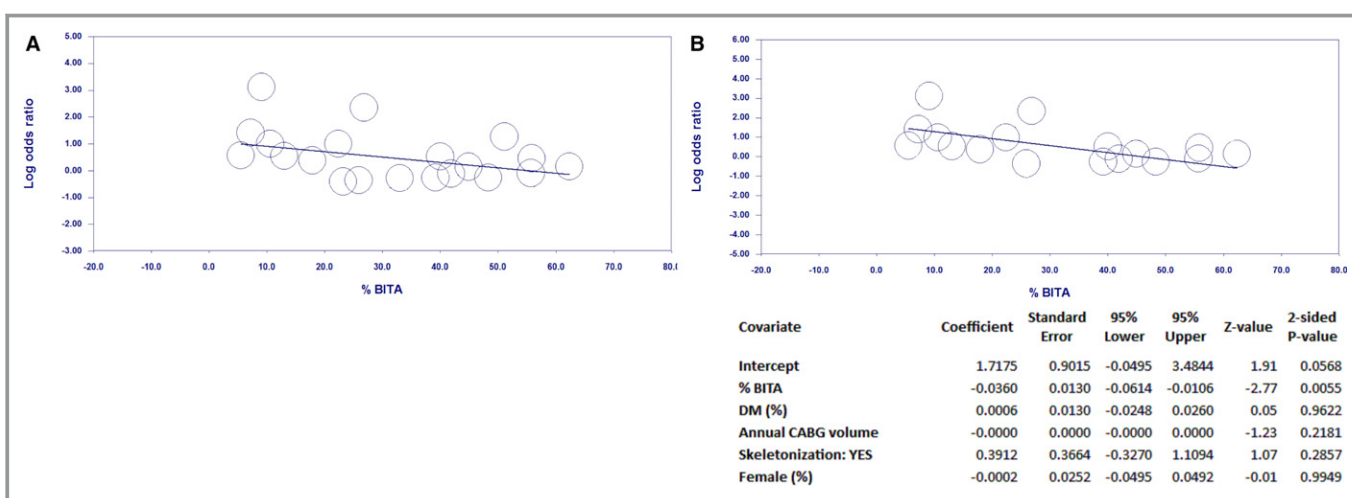 A
5.00
4.00
3.00
2.00
1.00
0.00
-1.00
-2.00
-3.00
Log odds ratio
-20.0 -10.0 0.0 10.0 20.0 30.0 40.0 50.0 60.0 70.0 80.0
% BITA
B
6.00
5.00
4.00
3.00
2.00
1.00
0.00
-1.00
-2.00
-3.00
-4.00
-5.00
Log odds ratio
-20.0 -10.0 0.0 10.0 20.0 30.0 40.0 50.0 60.0 70.0 80.0
% BITA
Covariate Coefficient Standard Error 95% Lower 95% Upper Z-value 2-sided P-value
Intercept 1.7175 0.9015 -0.0495 3.4844 1.91 0.0568
% BITA -0.0360 0.0130 -0.0614 -0.0106 -2.77 0.0055
DM (%) 0.0006 0.0130 -0.0248 0.0260 0.05 0.9622
Annual CABG volume -0.0000 0.0000 -0.0000 0.0000 -1.23 0.2181
Skeletonization: YES 0.3912 0.3664 -0.3270 1.1094 1.07 0.2857
Female (%) -0.0002 0.0252 -0.0495 0.0492 -0.01 0.9949